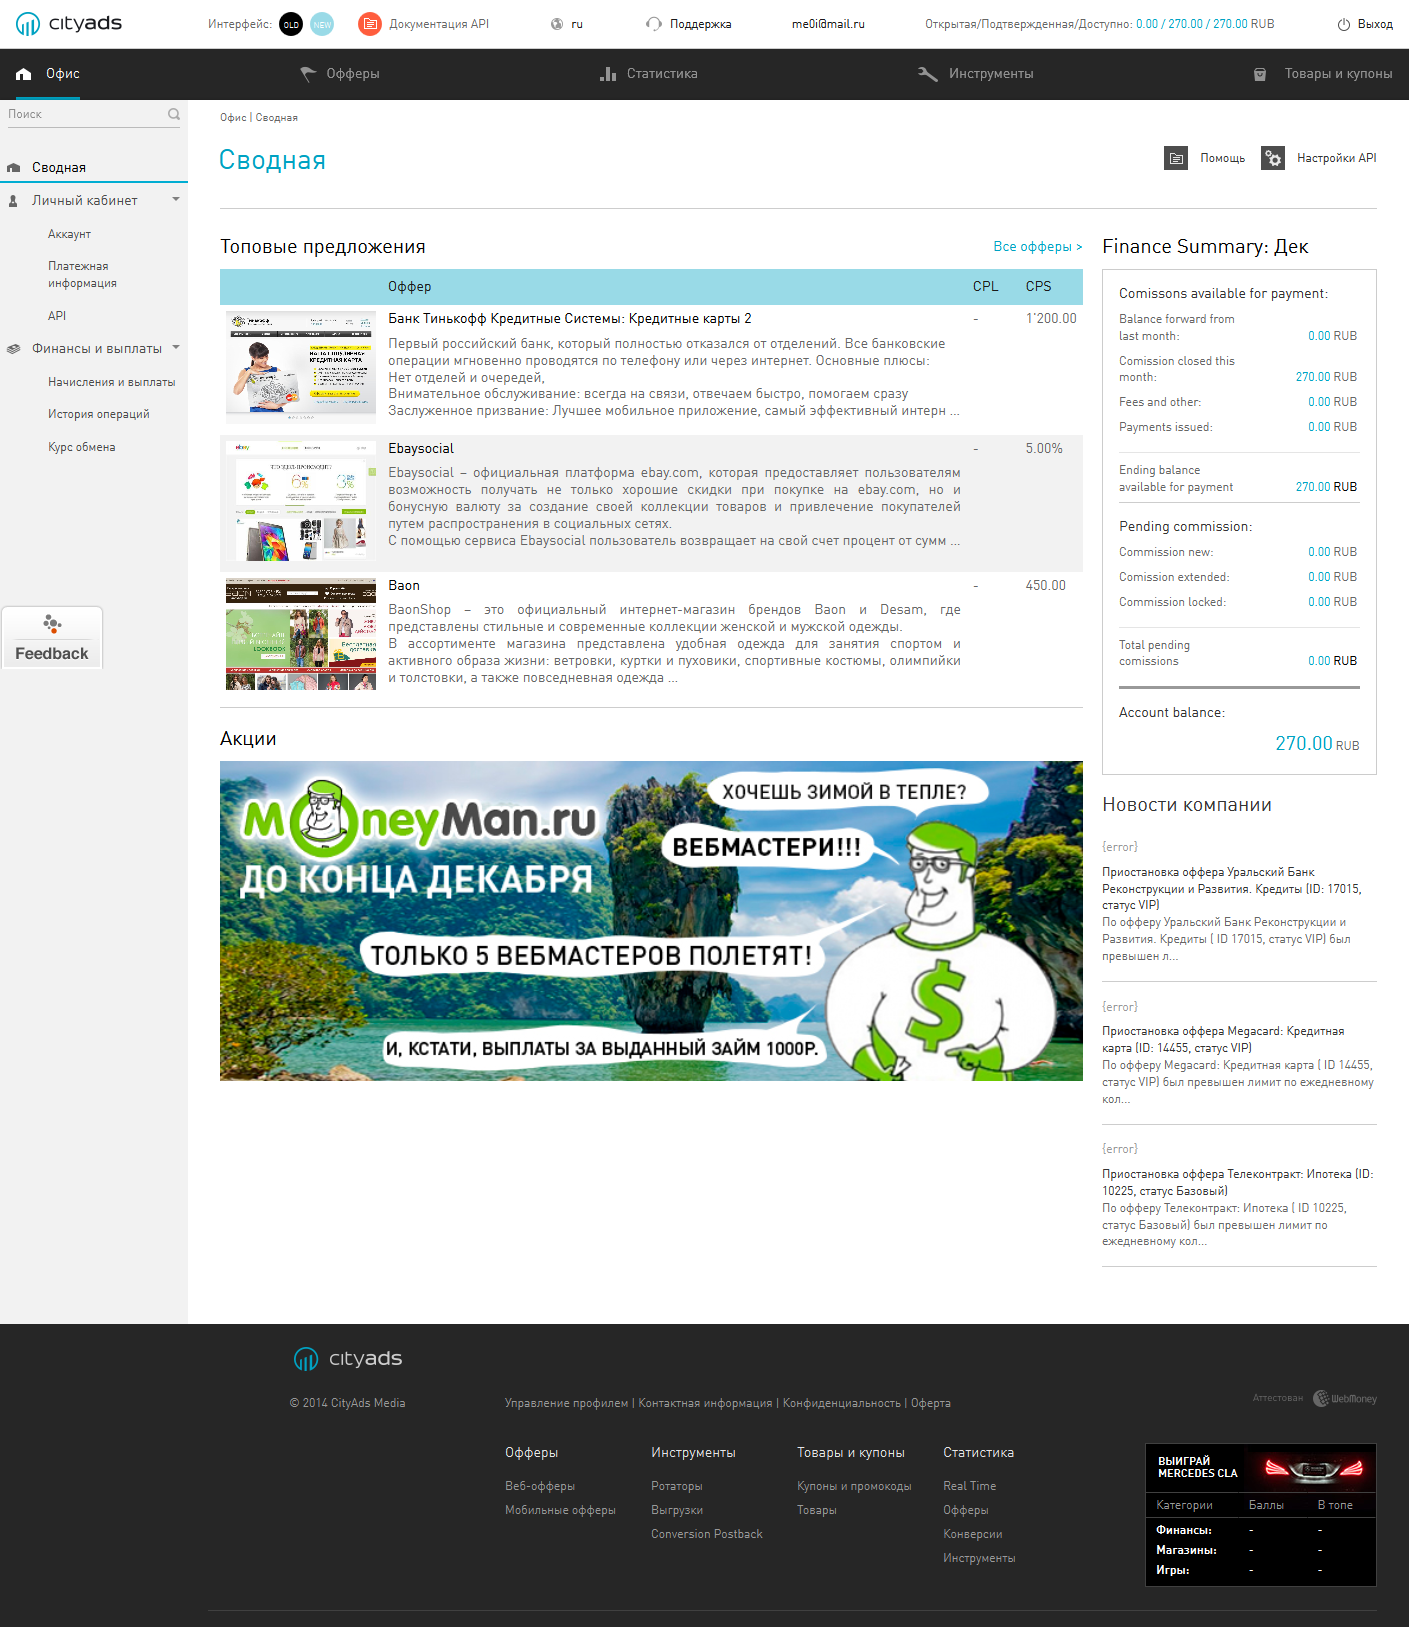 cityads
Интерфейс: OLD NEW Документация API ru Поддержка me0i@mail.ru Открытая/Подтвержденная/Доступно: 0.00 / 270.00 / 270.00 RUB Выход
Офис Офферы Статистика Инструменты Товары и купоны
Поиск
Сводная
Личный кабинет
Аккаунт
Платежная
информация
API
Финансы и выплаты
Начисления и выплаты
История операций
Курс обмена
Feedback
Офис | Сводная
Сводная
Помощь Настройки API
Топовые предложения Все офферы >
Оффер CPL CPS
Банк Тинькофф Кредитные Системы: Кредитные карты 2 - 1'200.00
Первый российский банк, который полностью отказался от отделений. Все банковские
операции мгновенно проводятся по телефону или через интернет. Основные плюсы:
Нет отделей и очередей,
Внимательное обслуживание: всегда на связи, отвечаем быстро, помогаем сразу
Заслуженное призвание: Лучшее мобильное приложение, самый эффективный интерн ...
Ebaysocial - 5.00%
Ebaysocial – официальная платформа ebay.com, которая предоставляет пользователям
возможность получать не только хорошие скидки при покупке на ebay.com, но и
бонусную валюту за создание своей коллекции товаров и привлечение покупателей
путем распространения в социальных сетях.
С помощью сервиса Ebaysocial пользователь возвращает на свой счет процент от сумм ...
Baon - 450.00
BaonShop – это официальный интернет-магазин брендов Baon и Desam, где
представлены стильные и современные коллекции женской и мужской одежды.
В ассортименте магазина представлена удобная одежда для занятия спортом и
активного образа жизни: ветровки, куртки и пуховики, спортивные костюмы, олимпийки
и толстовки, а также повседневная одежда ...
Акции
MoneyMan.ru
ДО КОНЦА ДЕКАБРЯ
ХОЧЕШЬ ЗИМОЙ В ТЕПЛЕ?
ВЕБМАСТЕРИ!!!
ТОЛЬКО 5 ВЕБМАСТЕРОВ ПОЛЕТЯТ!
И, КСТАТИ, ВЫПЛАТЫ ЗА ВЫДАННЫЙ ЗАЙМ 1000Р.
$
Finance Summary: Дек
Comissons available for payment:
Balance forward from
last month: 0.00 RUB
Comission closed this
month: 270.00 RUB
Fees and other: 0.00 RUB
Payments issued: 0.00 RUB
Ending balance
available for payment 270.00 RUB
Pending commission:
Commission new: 0.00 RUB
Comission extended: 0.00 RUB
Commission locked: 0.00 RUB
Total pending
comissions 0.00 RUB
Account balance:
270.00 RUB
Новости компании
{error}
Приостановка оффера Уральский Банк
Реконструкции и Развития. Кредиты (ID: 17015,
статус VIP)
По офферу Уральский Банк Реконструкции и
Развития. Кредиты ( ID 17015, статус VIP) был
превышен л...
{error}
Приостановка оффера Megacard: Кредитная
карта (ID: 14455, статус VIP)
По офферу Megacard: Кредитная карта ( ID 14455,
статус VIP) был превышен лимит по ежедневному
кол...
{error}
Приостановка оффера Телеконтракт: Ипотека (ID:
10225, статус Базовый)
По офферу Телеконтракт: Ипотека ( ID 10225,
статус Базовый) был превышен лимит по
ежедневному кол...
cityads
© 2014 CityAds Media
Управление профилем | Контактная информация | Конфиденциальность | Оферта
Аттестован WebMoney
Офферы Инструменты Товары и купоны Статистика
Веб-офферы Ротаторы Купоны и промокоды Real Time
Мобильные офферы Выгрузки Товары Офферы
Conversion Postback Конверсии
Инструменты
ВЫИГРАЙ
MERCEDES CLA
Категории Баллы В топе
Финансы: - -
Магазины: - -
Игры: - -